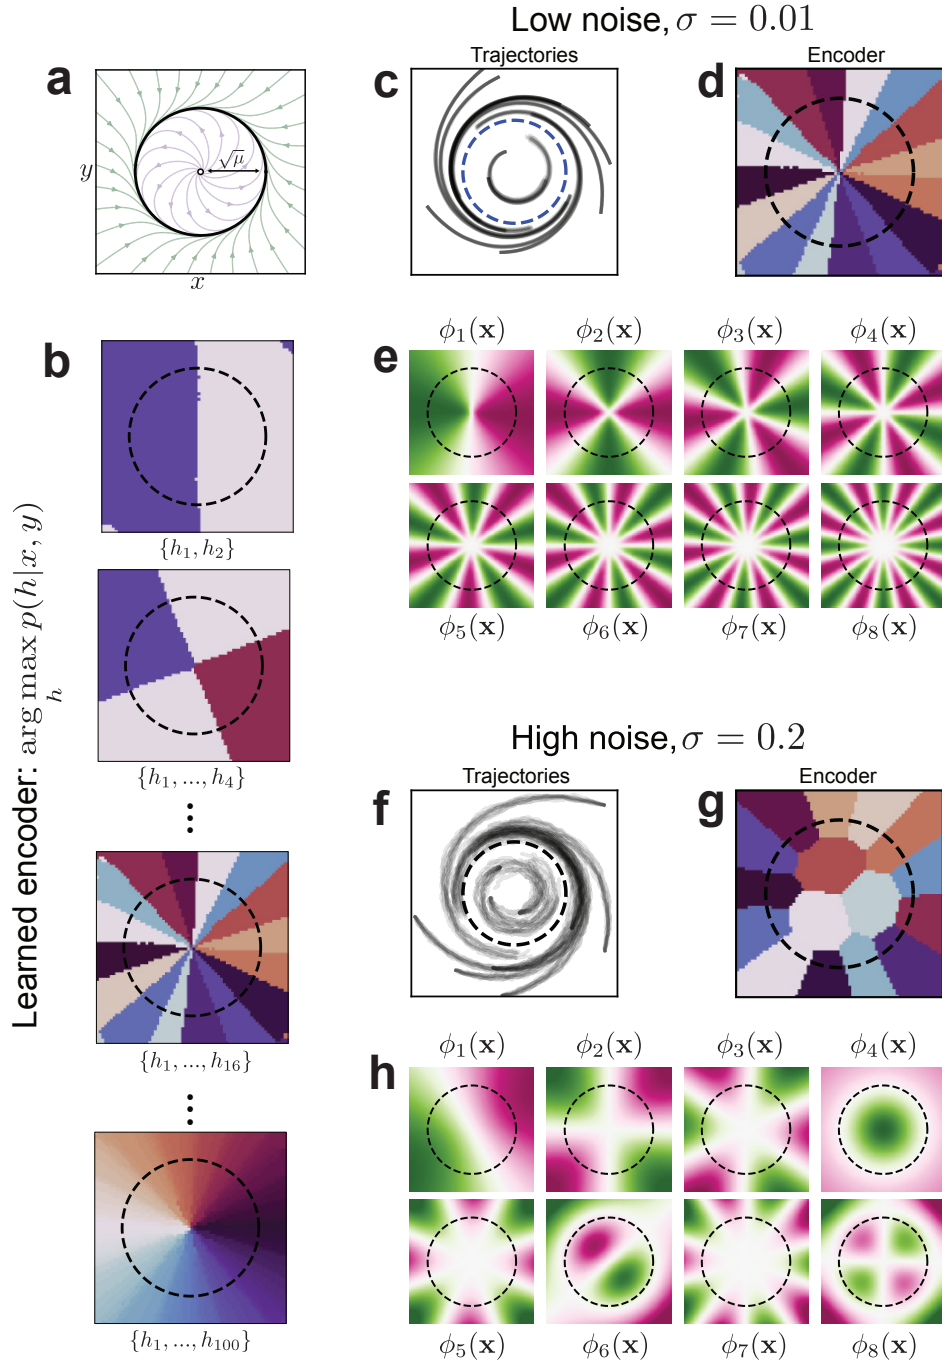 Low noise, σ = 0.01
a
y
√μ
x
c
Trajectories
d
Encoder
b
Learned encoder: arg max p(h|x, y)
h
{h₁, h₂}
{h₁, ..., h₄}
{h₁, ..., h₁₆}
{h₁, ..., h₁₀₀}
e
ϕ₁(𝐱) ϕ₂(𝐱) ϕ₃(𝐱) ϕ₄(𝐱)
ϕ₅(𝐱) ϕ₆(𝐱) ϕ₇(𝐱) ϕ₈(𝐱)
High noise, σ = 0.2
f
Trajectories
g
Encoder
h
ϕ₁(𝐱) ϕ₂(𝐱) ϕ₃(𝐱) ϕ₄(𝐱)
ϕ₅(𝐱) ϕ₆(𝐱) ϕ₇(𝐱) ϕ₈(𝐱)